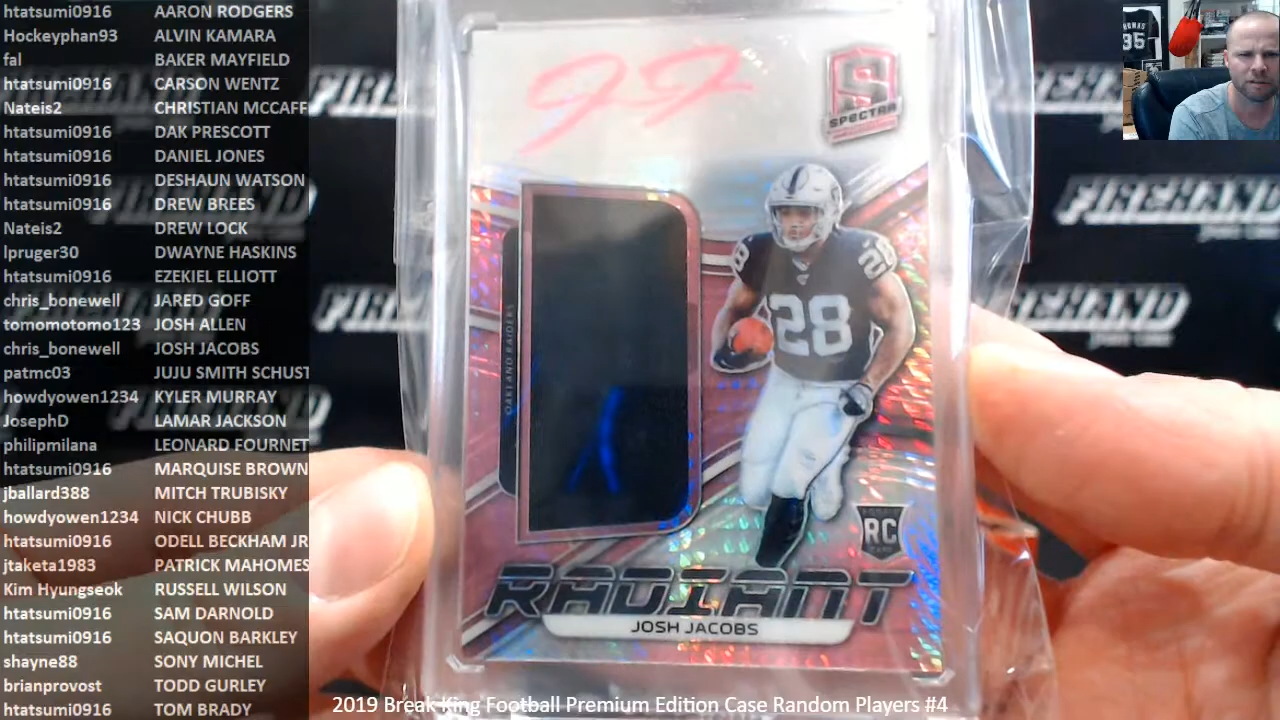 htatsumi0916 AARON RODGERS
Hockeyphan93 ALVIN KAMARA
fal BAKER MAYFIELD
htatsumi0916 CARSON WENTZ
Nateis2 CHRISTIAN MCCAFF
htatsumi0916 DAK PRESCOTT
htatsumi0916 DANIEL JONES
htatsumi0916 DESHAUN WATSON
htatsumi0916 DREW BREES
Nateis2 DREW LOCK
lpruger30 DWAYNE HASKINS
htatsumi0916 EZEKIEL ELLIOTT
chris_bonewell JARED GOFF
tomomotomo123 JOSH ALLEN
chris_bonewell JOSH JACOBS
patmc03 JUJU SMITH SCHUST
howdyowen1234 KYLER MURRAY
JosephD LAMAR JACKSON
philipmilana LEONARD FOURNET
htatsumi0916 MARQUISE BROWN
jballard388 MITCH TRUBISKY
howdyowen1234 NICK CHUBB
htatsumi0916 ODELL BECKHAM JR
jtaketa1983 PATRICK MAHOMES
Kim Hyungseok RUSSELL WILSON
htatsumi0916 SAM DARNOLD
htatsumi0916 SAQUON BARKLEY
shayne88 SONY MICHEL
brianprovost TODD GURLEY
htatsumi0916 TOM BRADY
S
SPECTRA
OAKLAND RAIDERS
28
28
RC
RADIANT
JOSH JACOBS
FIREHAND
FIREHAND
95
2019 Break King Football Premium Edition Case Random Players #4